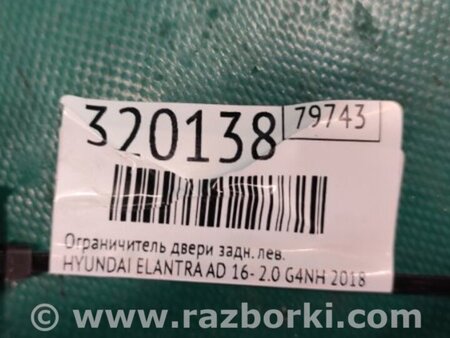 320138 79743
Ограничитель двери задн. лев.
HYUNDAI ELANTRA AD 16- 2.0 G4NH 2018
© www.razborki.com